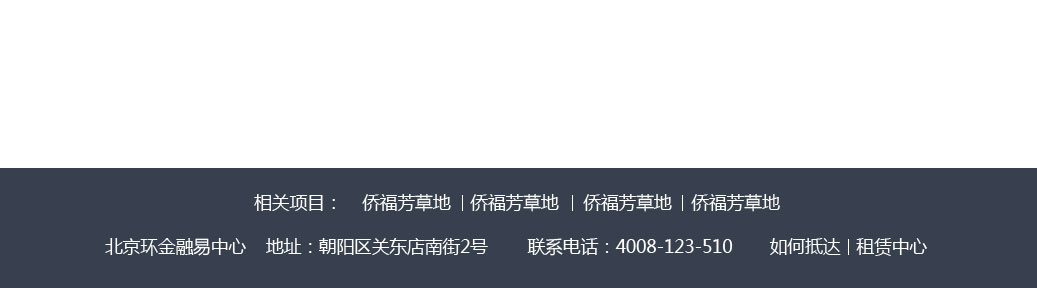 相关项目： 侨福芳草地 | 侨福芳草地 | 侨福芳草地 | 侨福芳草地
北京环金融易中心 地址：朝阳区关东店南街2号 联系电话：4008-123-510 如何抵达 | 租赁中心